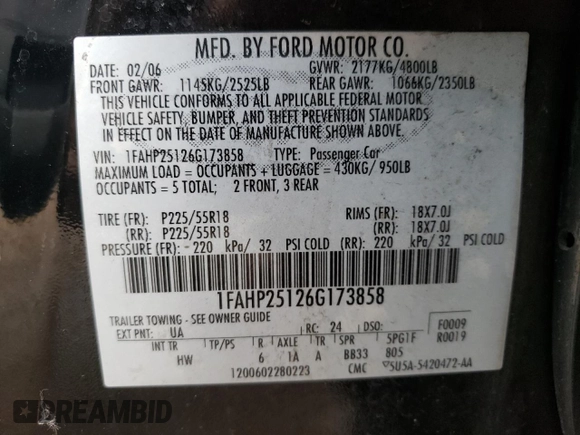 MFD. BY FORD MOTOR CO.
DATE: 02/06 GVWR: 2177KG/4800LB
FRONT GAWR: 1145KG/2525LB REAR GAWR: 1066KG/2350LB
THIS VEHICLE CONFORMS TO ALL APPLICABLE FEDERAL MOTOR
VEHICLE SAFETY, BUMPER, AND THEFT PREVENTION STANDARDS
IN EFFECT ON THE DATE OF MANUFACTURE SHOWN ABOVE.
VIN: 1FAHP25126G173858 TYPE: Passenger Car
MAXIMUM LOAD = OCCUPANTS + LUGGAGE = 430KG/ 950LB
OCCUPANTS = 5 TOTAL; 2 FRONT, 3 REAR
TIRE (FR): P225/55R18 RIMS (FR): 18X7.0J
(RR): P225/55R18 (RR): 18X7.0J
PRESSURE (FR): 220 kPa/ 32 PSI COLD (RR): 220 kPa/ 32 PSI COLD
1FAHP25126G173858
TRAILER TOWING - SEE OWNER GUIDE
EXT PNT: UA RC: 24 DSO: F0009
INT TF TP/PS R AXLE TR SPR 5PG1F R0019
HW 6 1A A BB33 805
1200602280223 CMC 5U5A-5420472-AA
DREAMBID